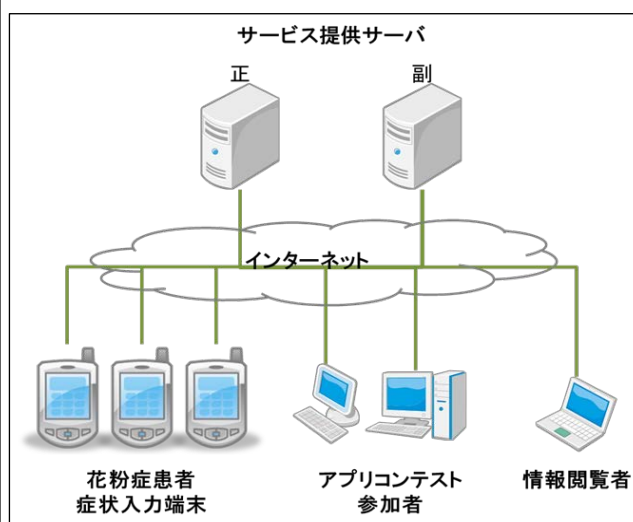 サービス提供サーバ
正
副
インターネット
花粉症患者
症状入力端末
アプリコンテスト
参加者
情報閲覧者